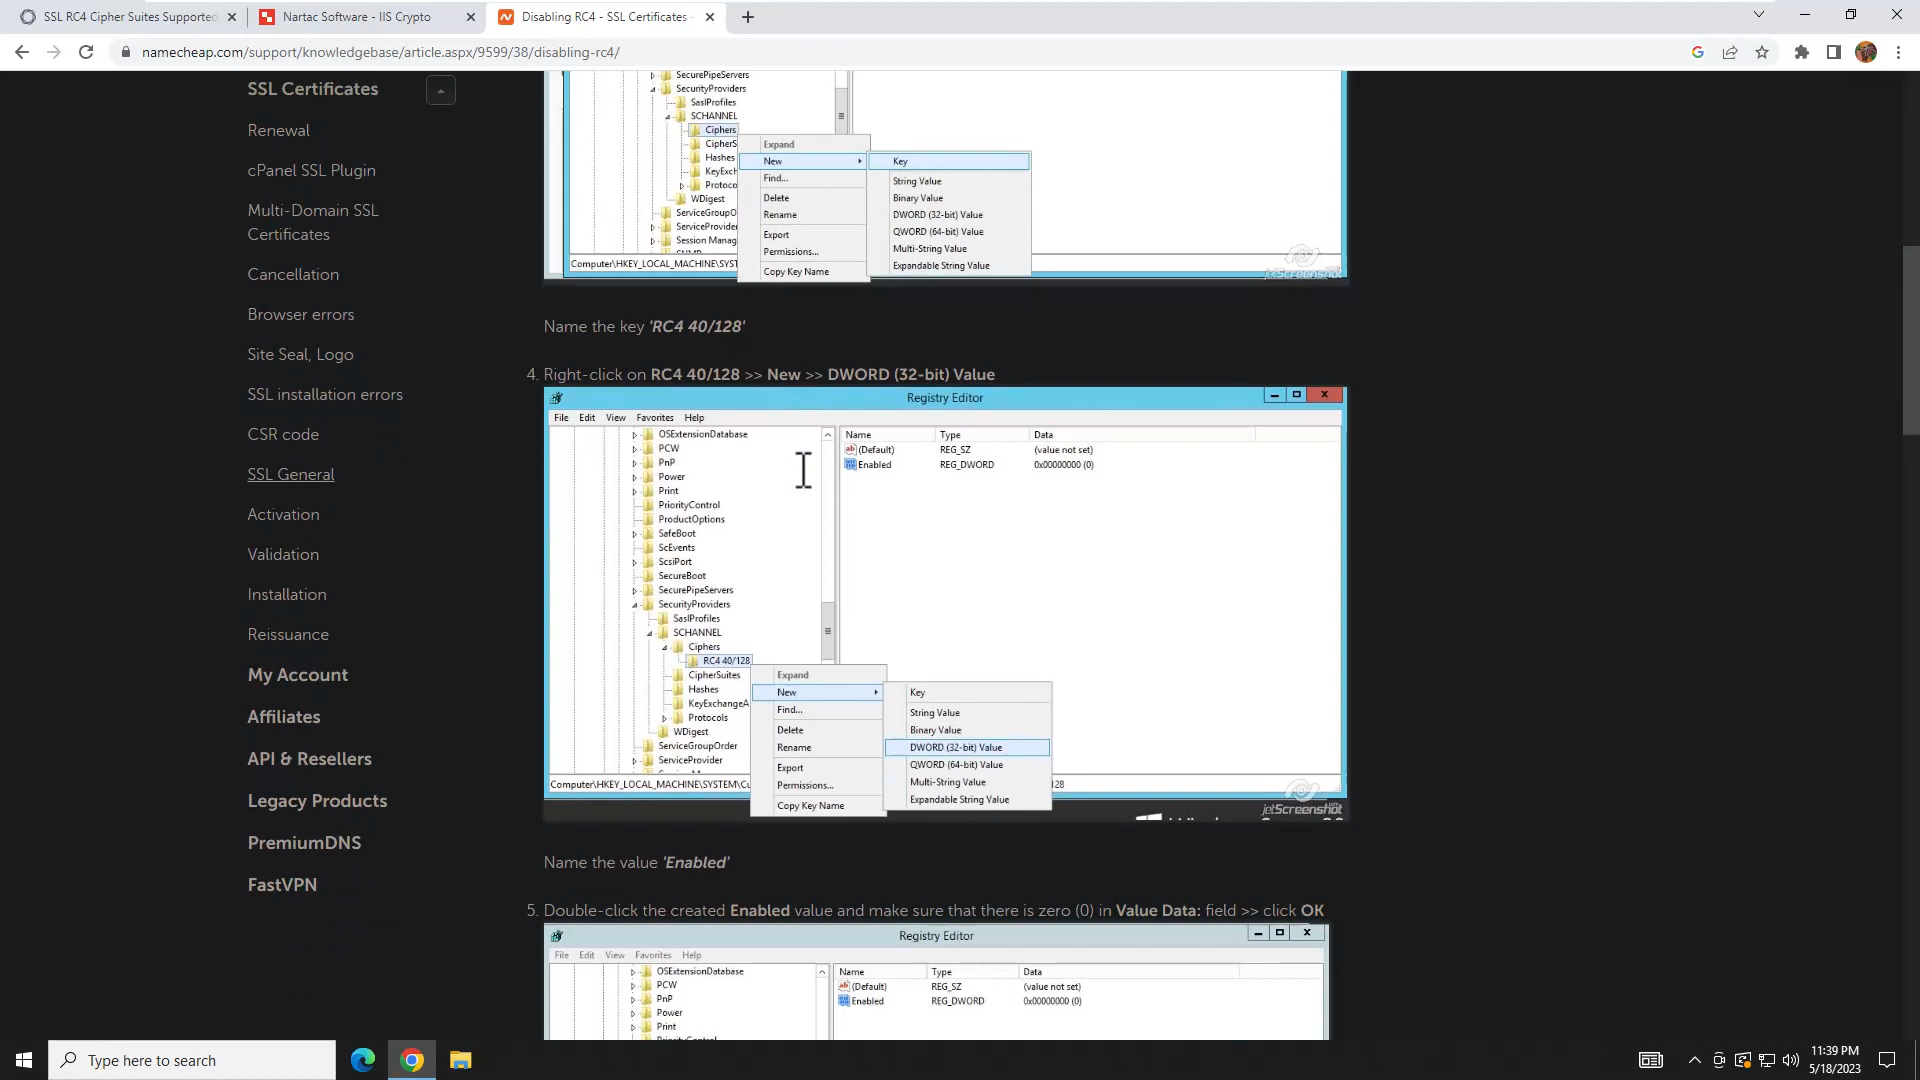 SSL RC4 Cipher Suites Supported
Nartac Software - IIS Crypto
Disabling RC4 - SSL Certificates -
namecheap.com/support/knowledgebase/article.aspx/9599/38/disabling-rc4/
SSL Certificates
Renewal
cPanel SSL Plugin
Multi-Domain SSL
Certificates
Cancellation
Browser errors
Site Seal, Logo
SSL installation errors
CSR code
SSL General
Activation
Validation
Installation
Reissuance
My Account
Affiliates
API & Resellers
Legacy Products
PremiumDNS
FastVPN
SecurePipeServers
SecurityProviders
SaslProfiles
SCHANNEL
Ciphers
CipherS
Hashes
KeyExch
Protoco
WDigest
ServiceGroupO
ServiceProvider
Session Manag
Computer\HKEY_LOCAL_MACHINE\SYST
Expand
New
Find...
Delete
Rename
Export
Permissions...
Copy Key Name
Key
String Value
Binary Value
DWORD (32-bit) Value
QWORD (64-bit) Value
Multi-String Value
Expandable String Value
jetScreenshot
Name the key 'RC4 40/128'
4. Right-click on RC4 40/128 >> New >> DWORD (32-bit) Value
Registry Editor
File Edit View Favorites Help
OSExtensionDatabase
PCW
PnP
Power
Print
PriorityControl
ProductOptions
SafeBoot
ScEvents
ScsiPort
SecureBoot
SecurePipeServers
SecurityProviders
SaslProfiles
SCHANNEL
Ciphers
RC4 40/128
CipherSuites
Hashes
KeyExchangeA
Protocols
WDigest
ServiceGroupOrder
ServiceProvider
Name Type Data
(Default) REG_SZ (value not set)
Enabled REG_DWORD 0x00000000 (0)
Expand
New
Find...
Delete
Rename
Export
Permissions...
Copy Key Name
Key
String Value
Binary Value
DWORD (32-bit) Value
QWORD (64-bit) Value
Multi-String Value
Expandable String Value
Computer\HKEY_LOCAL_MACHINE\SYSTEM\Cu
128
jetScreenshot
Name the value 'Enabled'
5. Double-click the created Enabled value and make sure that there is zero (0) in Value Data: field >> click OK
Registry Editor
File Edit View Favorites Help
OSExtensionDatabase
PCW
PnP
Power
Print
Name Type Data
(Default) REG_SZ (value not set)
Enabled REG_DWORD 0x00000000 (0)
Type here to search
11:39 PM
5/18/2023